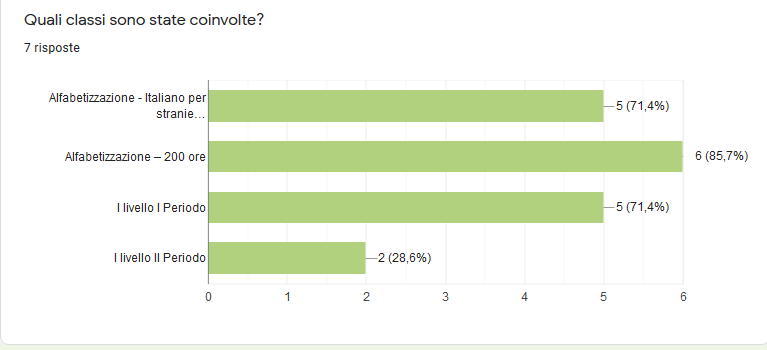 Quali classi sono state coinvolte?
7 risposte
Alfabetizzazione - Italiano per
stranie...
5 (71,4%)
Alfabetizzazione – 200 ore
6 (85,7%)
I livello I Periodo
5 (71,4%)
I livello II Periodo
2 (28,6%)
0 1 2 3 4 5 6